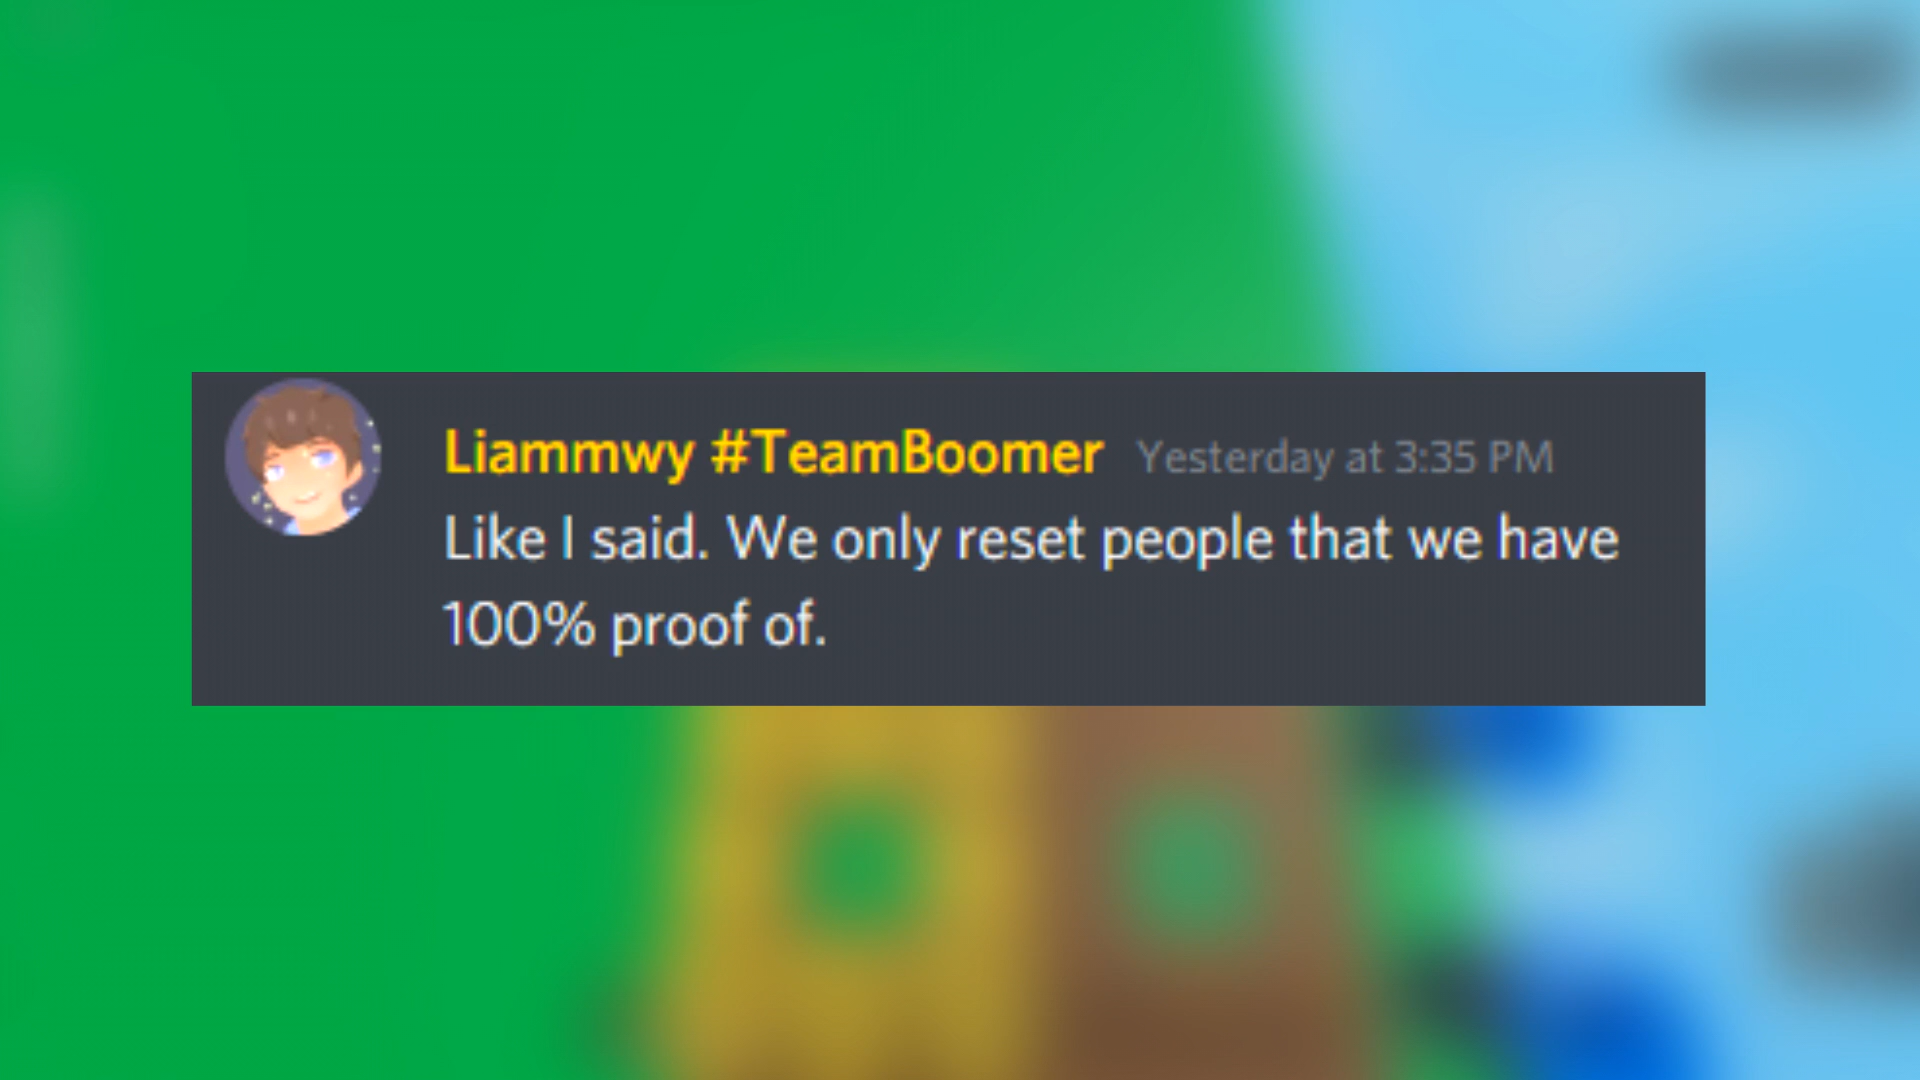 Liammwy #TeamBoomer Yesterday at 3:35 PM
Like I said. We only reset people that we have
100% proof of.